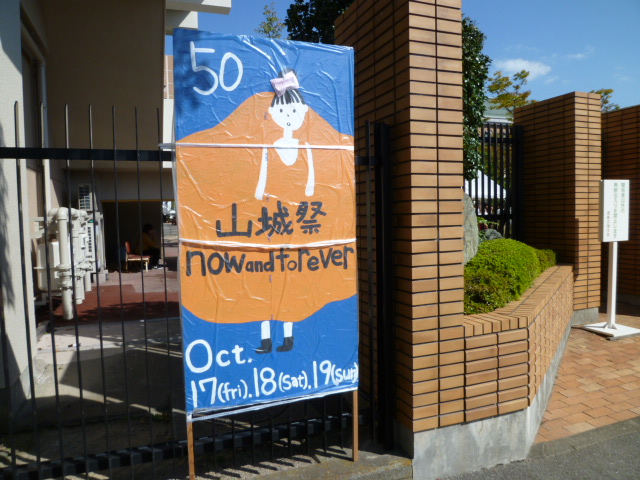 50
山城祭
now and forever
Oct.
17(fri).18(Sat).19(sun)